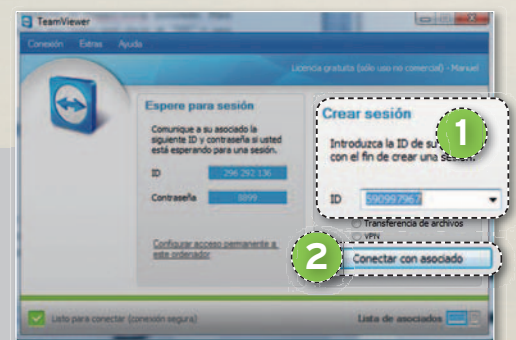 TeamViewer
Conexión Extras Ayuda
Licencia gratuita (sólo uso no comercial) - Manuel
Espere para sesión
Comunique a su asociado la
siguiente ID y contraseña si usted
está esperando para una sesión.
ID 296 292 136
Contraseña 3899
Configurar acceso permanente a
este ordenador
Crear sesión
1
Introduzca la ID de su
con el fin de crear una sesión.
ID 590997967
Transferencia de archivos
VPN
2
Conectar con asociado
Listo para conectar (conexión segura)
Lista de asociados